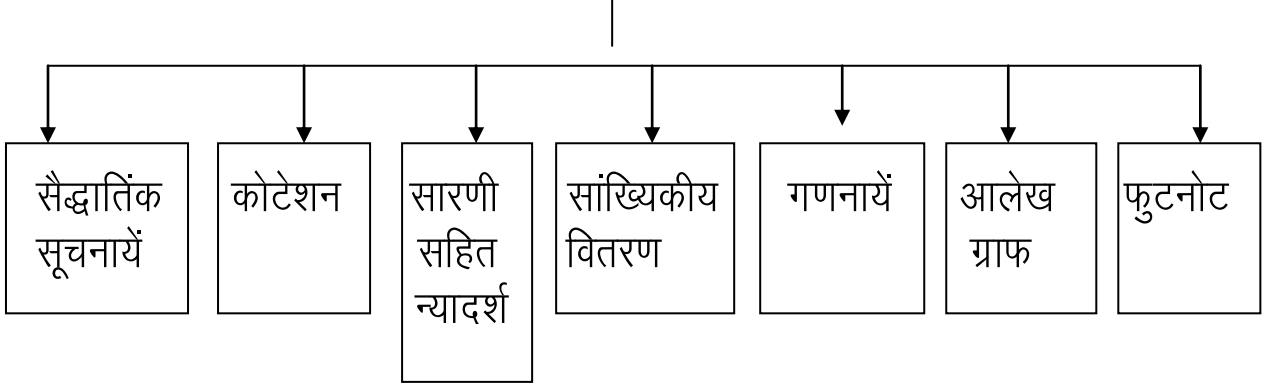 सैद्धातिंक
सूचनायें
कोटेशन
सारणी
सहित
न्यादर्श
सांख्यिकीय
वितरण
गणनायें
आलेख
ग्राफ
फुटनोट